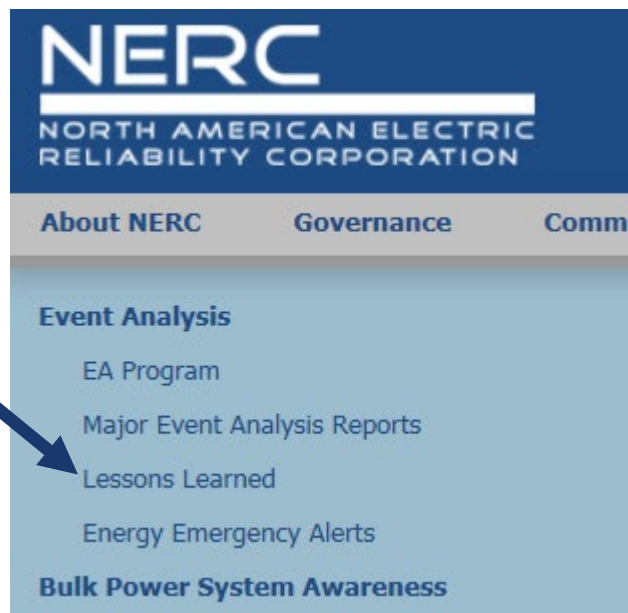 NERC
NORTH AMERICAN ELECTRIC
RELIABILITY CORPORATION
About NERC Governance Comm
Event Analysis
EA Program
Major Event Analysis Reports
Lessons Learned
Energy Emergency Alerts
Bulk Power System Awareness